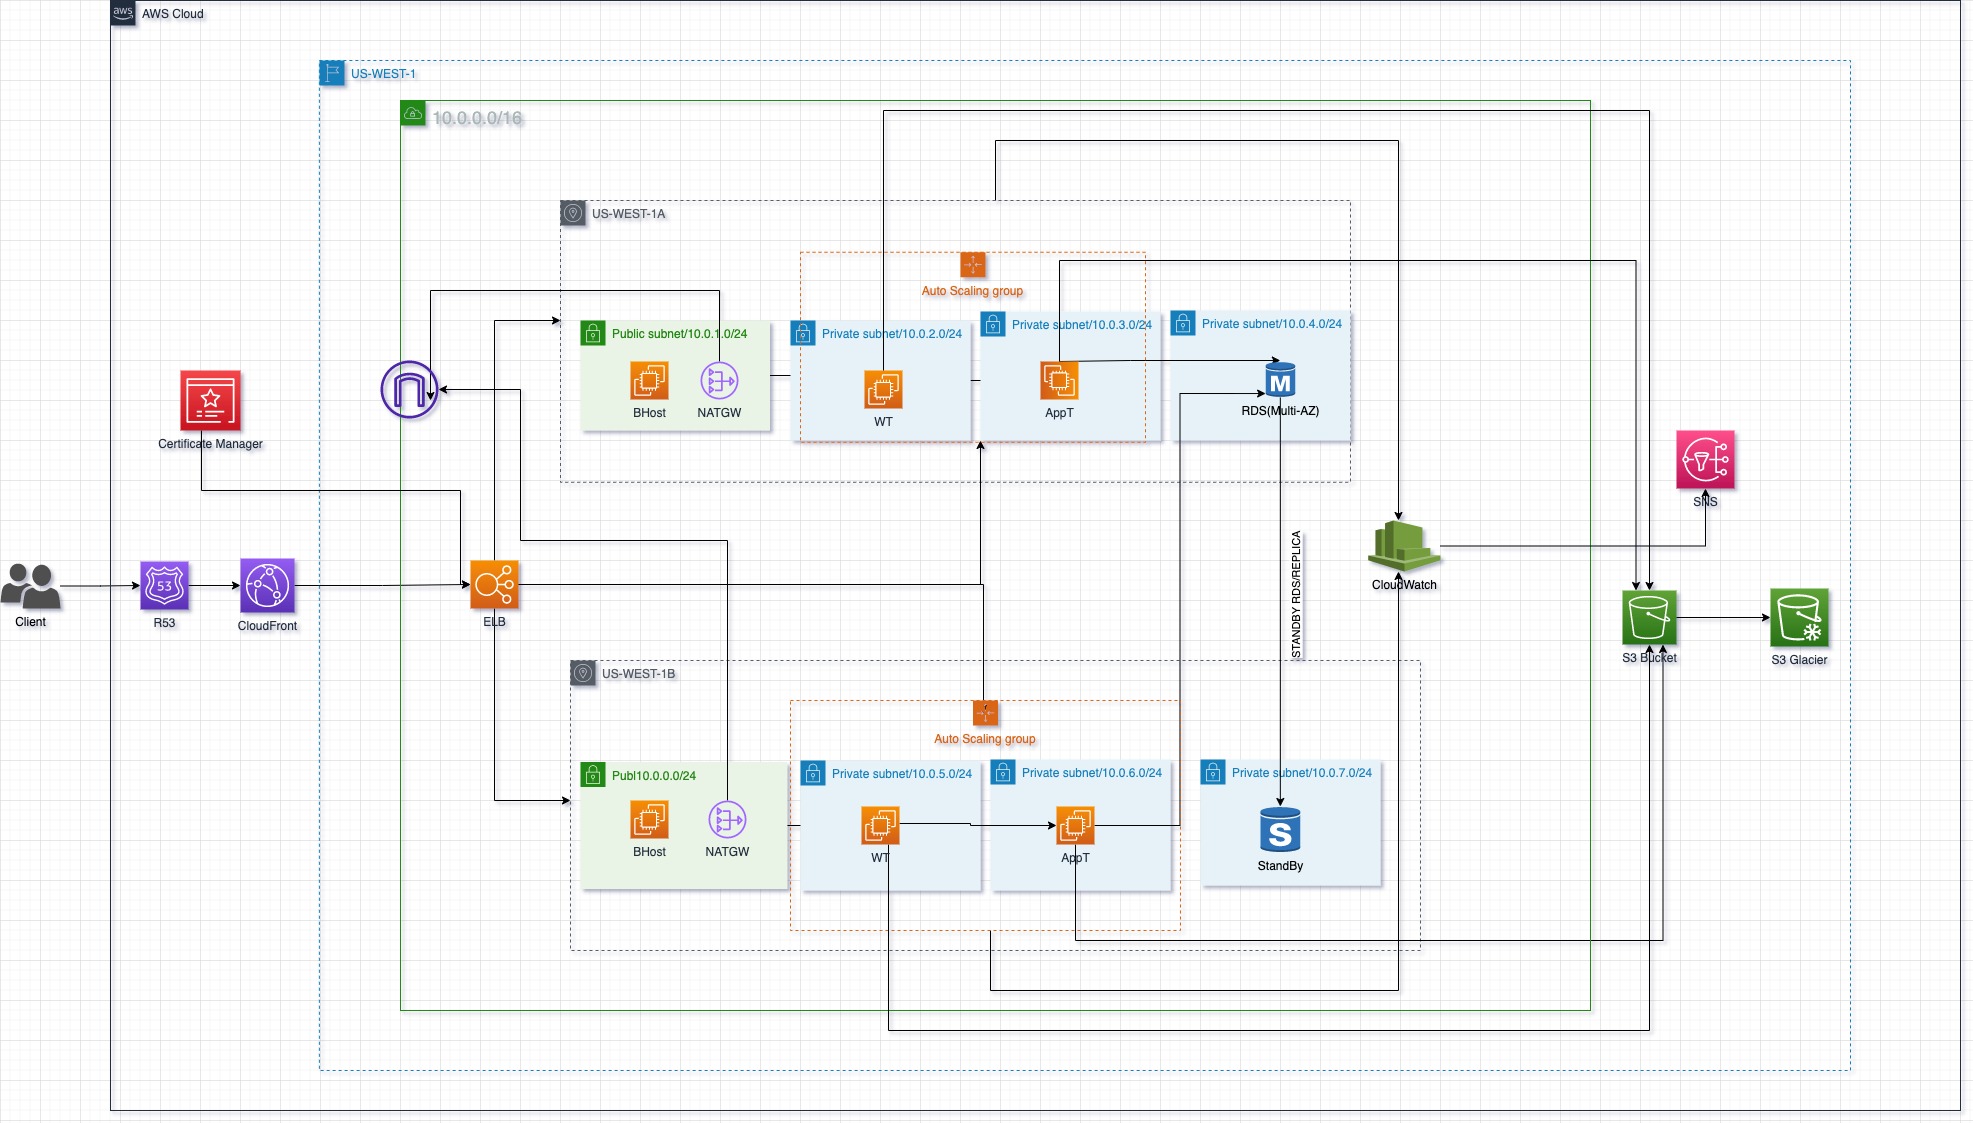 aws
AWS Cloud
US-WEST-1
10.0.0.0/16
US-WEST-1A
Auto Scaling group
Public subnet/10.0.1.0/24
Private subnet/10.0.2.0/24
Private subnet/10.0.3.0/24
Private subnet/10.0.4.0/24
BHost
NATGW
WT
AppT
M
RDS(Multi-AZ)
Certificate Manager
SNS
STANDBY RDS/REPLICA
CloudWatch
Client
53
R53
CloudFront
ELB
S3 Bucket
S3 Glacier
US-WEST-1B
Auto Scaling group
Publ10.0.0.0/24
Private subnet/10.0.5.0/24
Private subnet/10.0.6.0/24
Private subnet/10.0.7.0/24
BHost
NATGW
WT
AppT
S
StandBy